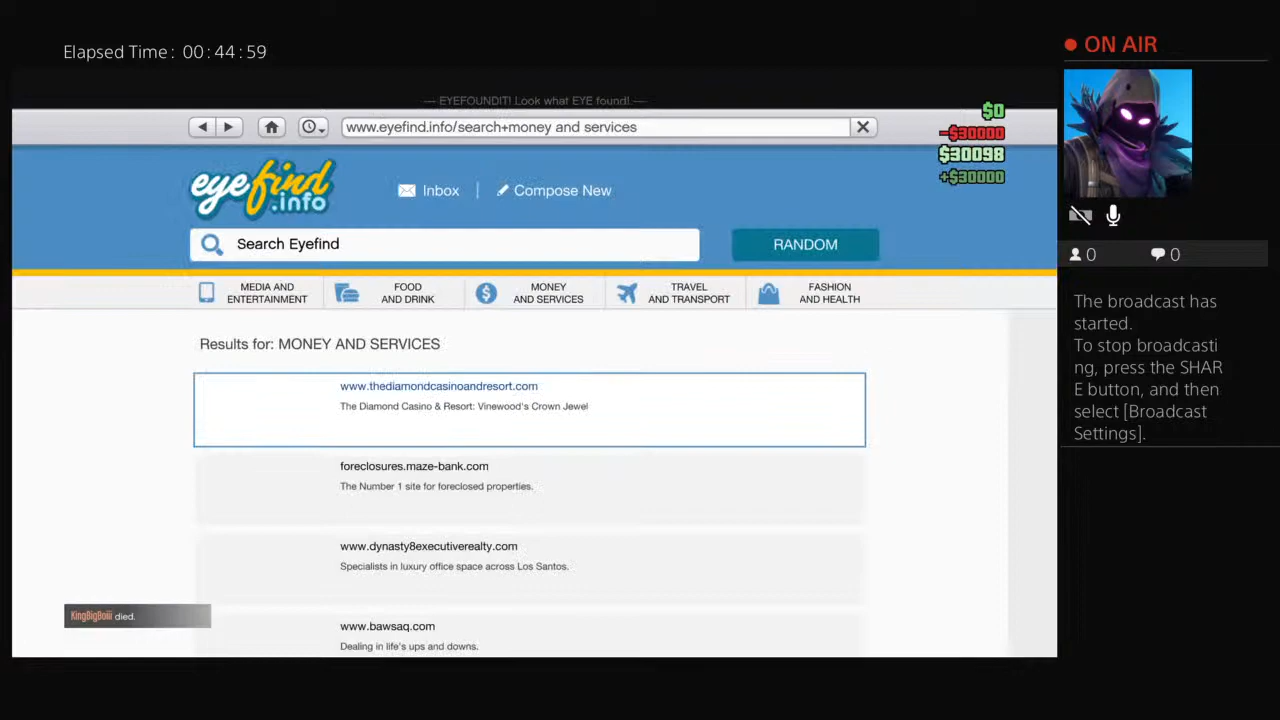 Elapsed Time: 00:44:59
ON AIR
--- EYEFOUNDIT! Look what EYE found! ---
www.eyefind.info/search+money and services
$0
-$30000
$30098
+$30000
eyefind.info
Inbox
Compose New
Search Eyefind
RANDOM
MEDIA AND ENTERTAINMENT
FOOD AND DRINK
MONEY AND SERVICES
TRAVEL AND TRANSPORT
FASHION AND HEALTH
0
0
The broadcast has
started.
To stop broadcasti
ng, press the SHAR
E button, and then
select [Broadcast
Settings].
Results for: MONEY AND SERVICES
www.thediamondcasinoandresort.com
The Diamond Casino & Resort: Vinewood's Crown Jewel
foreclosures.maze-bank.com
The Number 1 site for foreclosed properties.
www.dynasty8executiverealty.com
Specialists in luxury office space across Los Santos.
www.bawsaq.com
Dealing in life's ups and downs.
KingBigBoiii died.